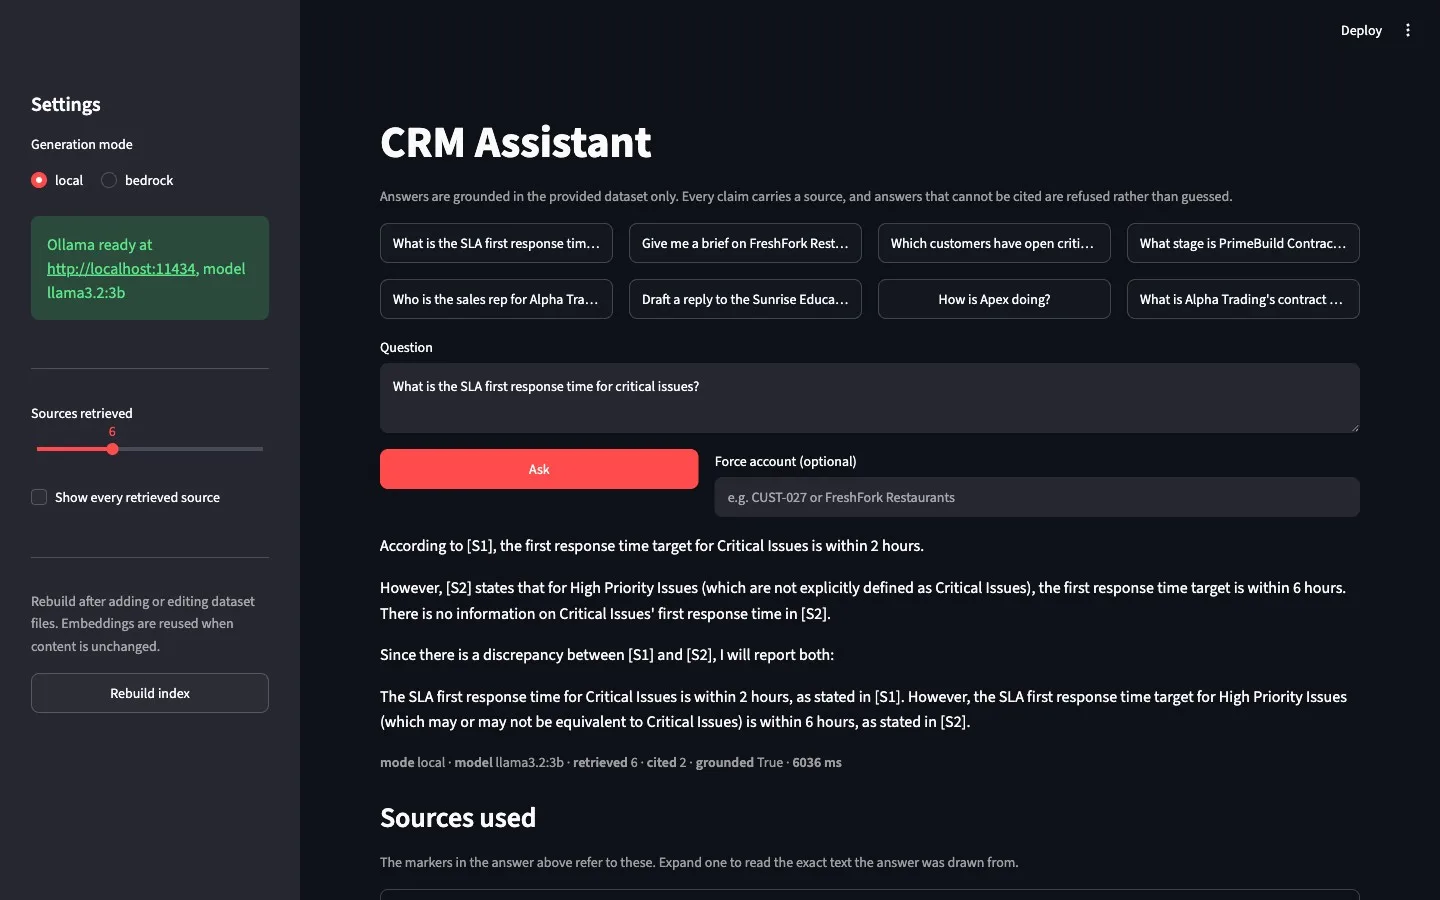 Deploy
Settings
Generation mode
local
bedrock
Ollama ready at
http://localhost:11434, model
llama3.2:3b
Sources retrieved
6
Show every retrieved source
Rebuild after adding or editing dataset
files. Embeddings are reused when
content is unchanged.
Rebuild index
CRM Assistant
Answers are grounded in the provided dataset only. Every claim carries a source, and answers that cannot be cited are refused rather than guessed.
What is the SLA first response tim…
Give me a brief on FreshFork Rest…
Which customers have open criti…
What stage is PrimeBuild Contrac…
Who is the sales rep for Alpha Tra…
Draft a reply to the Sunrise Educa…
How is Apex doing?
What is Alpha Trading's contract …
Question
What is the SLA first response time for critical issues?
Ask
Force account (optional)
e.g. CUST-027 or FreshFork Restaurants
According to [S1], the first response time target for Critical Issues is within 2 hours.
However, [S2] states that for High Priority Issues (which are not explicitly defined as Critical Issues), the first response time target is within 6 hours.
There is no information on Critical Issues' first response time in [S2].
Since there is a discrepancy between [S1] and [S2], I will report both:
The SLA first response time for Critical Issues is within 2 hours, as stated in [S1]. However, the SLA first response time target for High Priority Issues
(which may or may not be equivalent to Critical Issues) is within 6 hours, as stated in [S2].
mode local · model llama3.2:3b · retrieved 6 · cited 2 · grounded True · 6036 ms
Sources used
The markers in the answer above refer to these. Expand one to read the exact text the answer was drawn from.